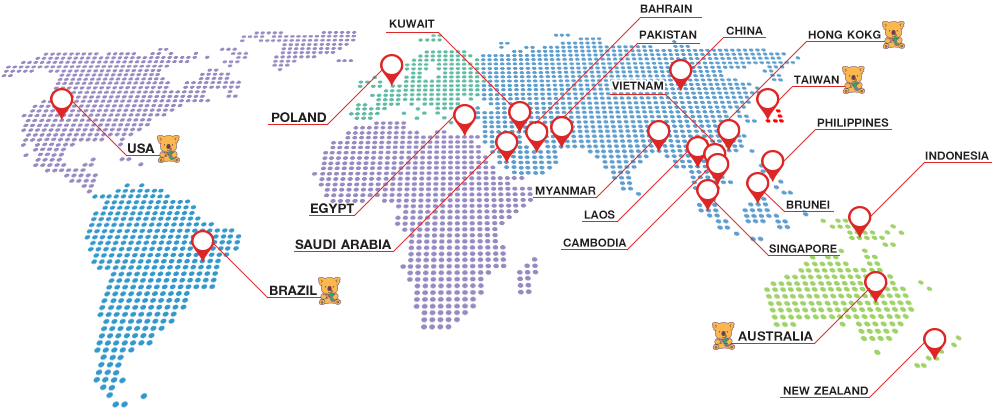 BAHRAIN
KUWAIT
CHINA
PAKISTAN
HONG KOKG
TAIWAN
VIETNAM
POLAND
PHILIPPINES
USA
INDONESIA
MYANMAR
BRUNEI
EGYPT
LAOS
SAUDI ARABIA
CAMBODIA
SINGAPORE
BRAZIL
AUSTRALIA
NEW ZEALAND